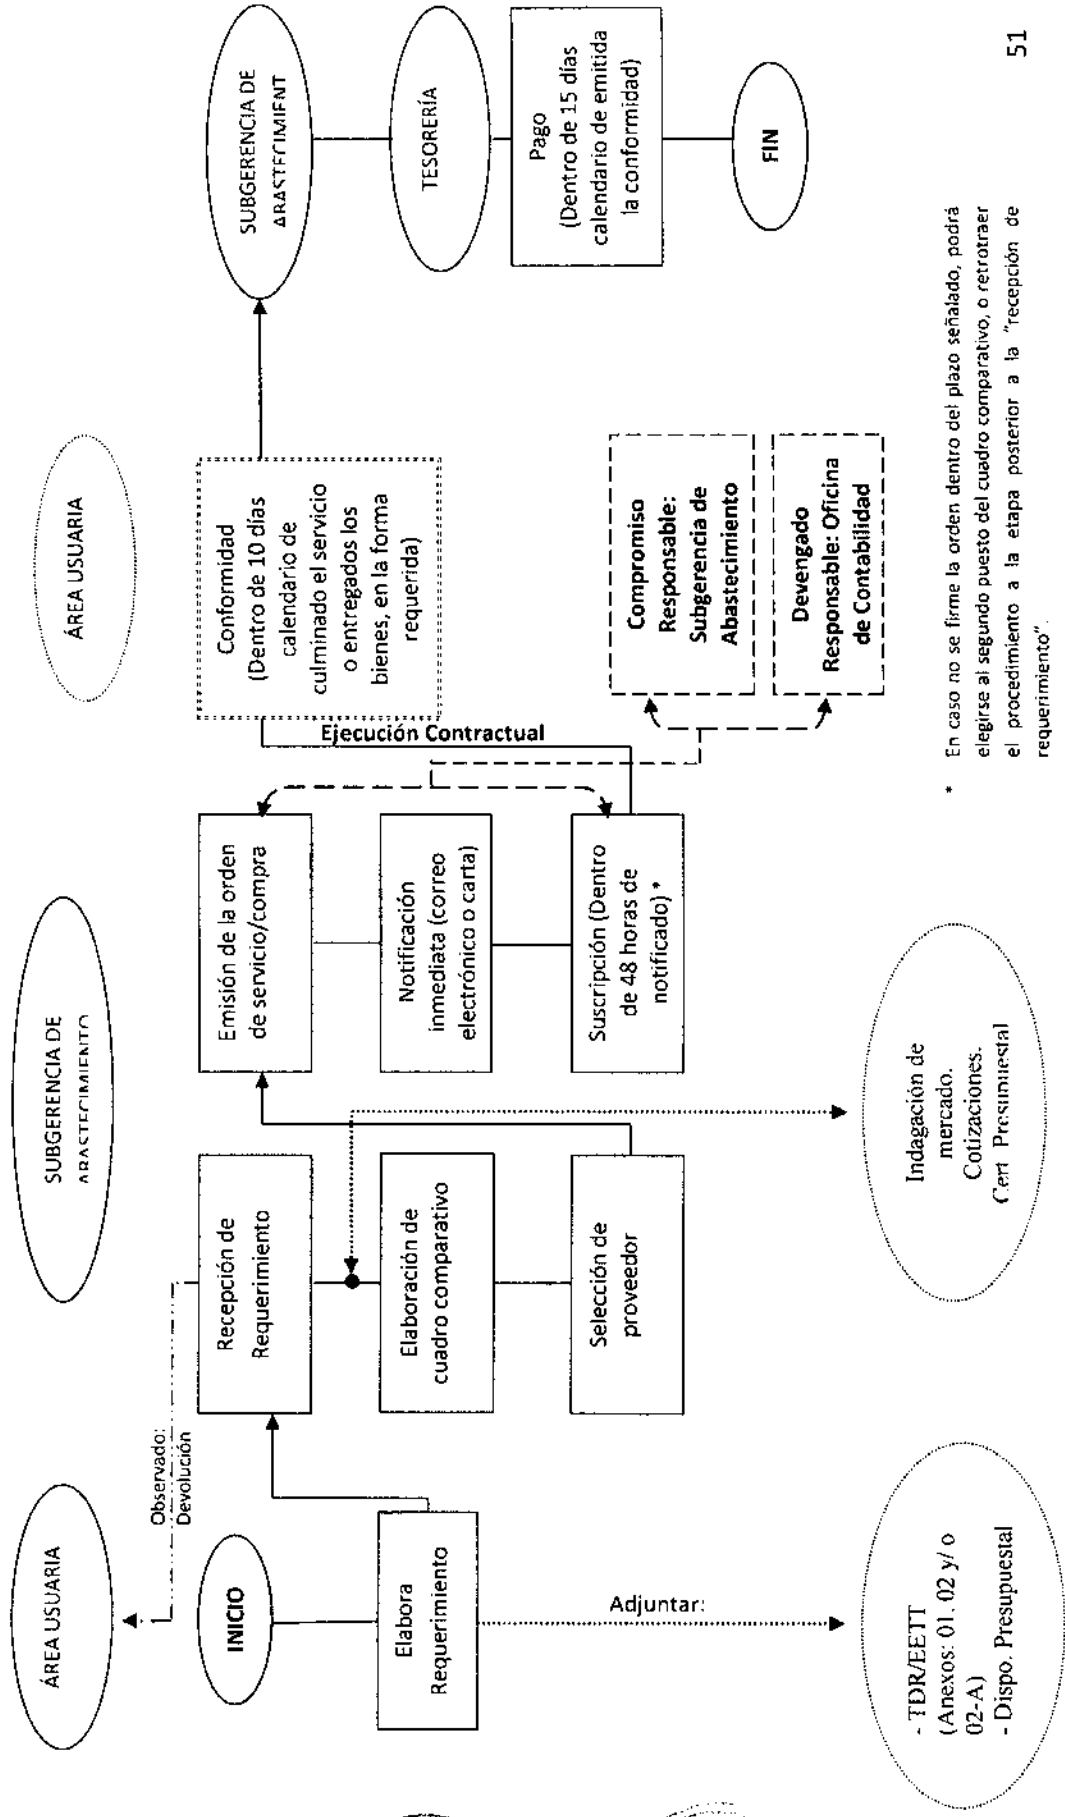 ÁREA USUARIA
INICIO
Elabora
Requerimiento
Adjuntar:
- TDR/EETT
(Anexos: 01, 02 y/ o
02-A)
- Dispo. Presupuestal
Observado:
Devolución
SUBGERENCIA DE
ABASTECIMIENTO
Recepción de
Requerimiento
Elaboración de
cuadro comparativo
Selección de
proveedor
Indagación de
mercado.
Cotizaciones.
Cert. Presupuestal
Emisión de la orden
de servicio/compra
Notificación
inmediata (correo
electrónico o carta)
Suscripción (Dentro
de 48 horas de
notificado) *
Ejecución Contractual
ÁREA USUARIA
Conformidad
(Dentro de 10 días
calendario de
culminado el servicio
o entregados los
bienes, en la forma
requerida)
Compromiso
Responsable:
Subgerencia de
Abastecimiento
Devengado
Responsable: Oficina
de Contabilidad
SUBGERENCIA DE
ABASTECIMIENT
TESORERÍA
Pago
(Dentro de 15 días
calendario de emitida
la conformidad)
FIN
* En caso no se firme la orden dentro del plazo señalado, podrá
elegirse al segundo puesto del cuadro comparativo, o retrotraer
el procedimiento a la etapa posterior a la "recepción de
requerimiento".
51